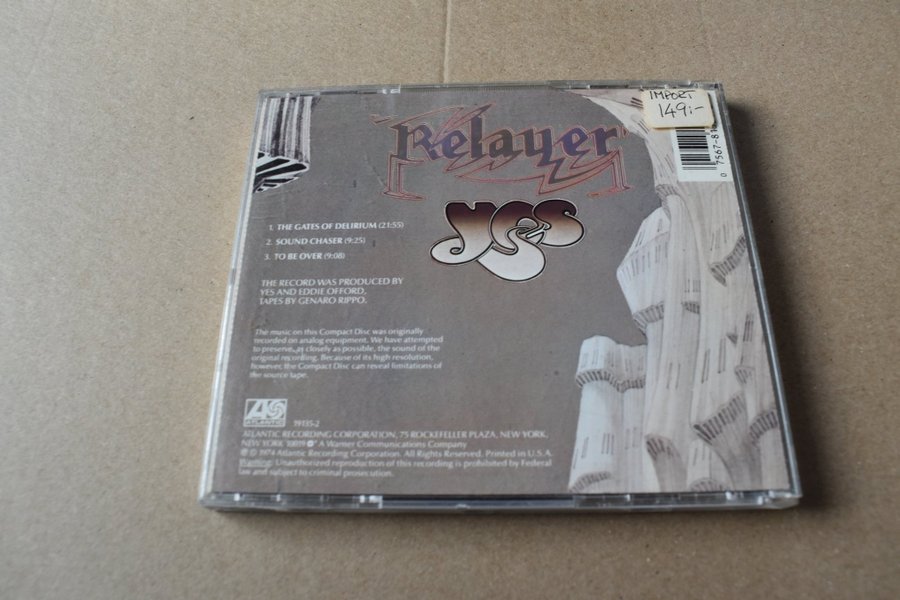 IMPORT
149:-
"Relayer"
0 7567-81
YES
1. THE GATES OF DELIRIUM (21:55)
2. SOUND CHASER (9:25)
3. TO BE OVER (9:08)
THE RECORD WAS PRODUCED BY
YES AND EDDIE OFFORD,
TAPES BY GENARO RIPPO.
The music on this Compact Disc was originally
recorded on analog equipment. We have attempted
to preserve, as closely as possible, the sound of the
original recording. Because of its high resolution,
however, the Compact Disc can reveal limitations of
the source tape.
ATLANTIC
19135-2
ATLANTIC RECORDING CORPORATION, 75 ROCKEFELLER PLAZA, NEW YORK,
NEW YORK 10019 A Warner Communications Company
℗ © 1974 Atlantic Recording Corporation. All Rights Reserved. Printed in U.S.A.
Warning: Unauthorized reproduction of this recording is prohibited by Federal
law and subject to criminal prosecution.